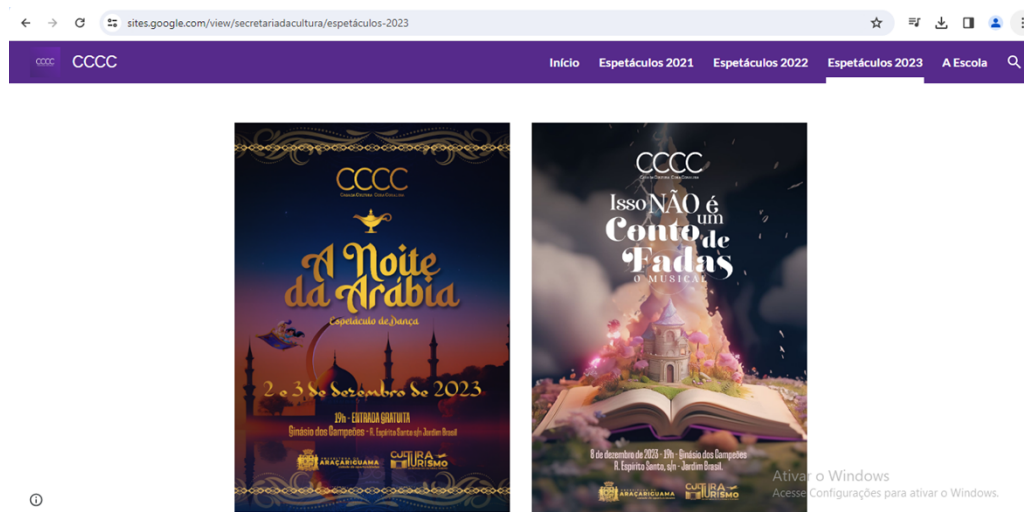 sites.google.com/view/secretariadacultura/espetáculos-2023
CCCC
CCCC
Início
Espetáculos 2021
Espetáculos 2022
Espetáculos 2023
A Escola
CCCC
A Noite
da Arábia
Espetáculo de Dança
2 e 3 de dezembro de 2023
19h - ENTRADA GRATUITA
Ginásio dos Campeões - R. Espírito Santo s/n Jardim Brasil
ARAÇARIGUAMA
CULTURA
TURISMO
CCCC
Isso NÃO é
um
Conto de
Fadas
O MUSICAL
8 de dezembro de 2023 - 19h - Ginásio dos Campeões
R. Espírito Santo, s/n - Jardim Brasil.
ARAÇARIGUAMA
CULTURA
TURISMO
Ativar o Windows
Acesse Configurações para ativar o Windows.